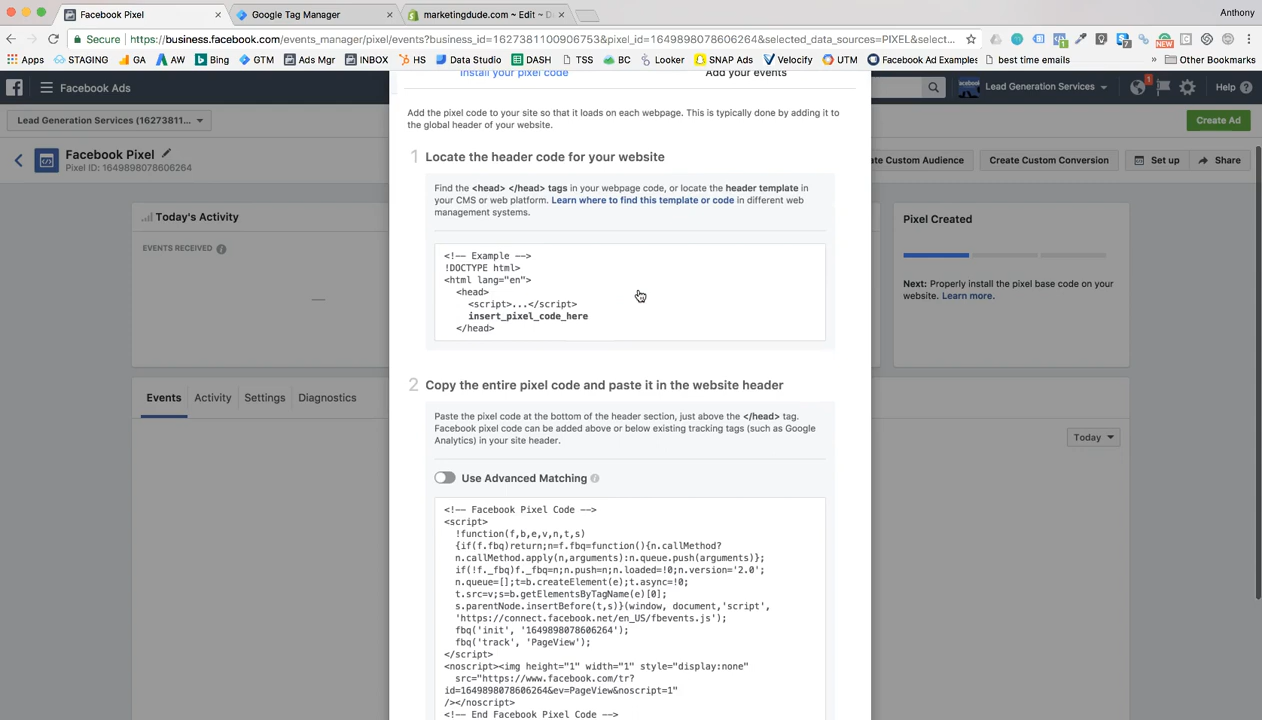 Facebook Pixel
Google Tag Manager
marketingdude.com ~ Edit ~ D
Anthony
Secure
https://business.facebook.com/events_manager/pixel/events?business_id=1627381100906753&pixel_id=1649898078606264&selected_data_sources=PIXEL&select...
Apps
STAGING
GA
AW
Bing
GTM
Ads Mgr
INBOX
HS
Data Studio
BC
DASH
TSS
Looker
SNAP Ads
Velocify
UTM
Facebook Ad Examples
best time emails
Other Bookmarks
NEW
Facebook Ads
Lead Generation Services
1
Help
Install your pixel code
Add your events
Lead Generation Services (16273811...
Create Ad
Facebook Pixel
Pixel ID: 1649898078606264
ate Custom Audience
Create Custom Conversion
Set up
Share
Today's Activity
EVENTS RECEIVED
Pixel Created
Next: Properly install the pixel base code on your
website. Learn more.
Events
Activity
Settings
Diagnostics
Today
Add the pixel code to your site so that it loads on each webpage. This is typically done by adding it to
the global header of your website.
1 Locate the header code for your website
Find the <head> </head> tags in your webpage code, or locate the header template in
your CMS or web platform. Learn where to find this template or code in different web
management systems.
<!-- Example -->
!DOCTYPE html>
<html lang="en">
<head>
<script>...</script>
insert_pixel_code_here
</head>
2 Copy the entire pixel code and paste it in the website header
Paste the pixel code at the bottom of the header section, just above the </head> tag.
Facebook pixel code can be added above or below existing tracking tags (such as Google
Analytics) in your site header.
Use Advanced Matching
<!-- Facebook Pixel Code -->
<script>
!function(f,b,e,v,n,t,s)
{if(f.fbq)return;n=f.fbq=function(){n.callMethod?
n.callMethod.apply(n,arguments):n.queue.push(arguments)};
if(!f._fbq)f._fbq=n;n.push=n;n.loaded=!0;n.version='2.0';
n.queue=[];t=b.createElement(e);t.async=!0;
t.src=v;s=b.getElementsByTagName(e)[0];
s.parentNode.insertBefore(t,s)}(window, document,'script',
'https://connect.facebook.net/en_US/fbevents.js');
fbq('init', '1649898078606264');
fbq('track', 'PageView');
</script>
<noscript><img height="1" width="1" style="display:none"
src="https://www.facebook.com/tr?
id=1649898078606264&ev=PageView&noscript=1"
/></noscript>
<!-- End Facebook Pixel Code -->